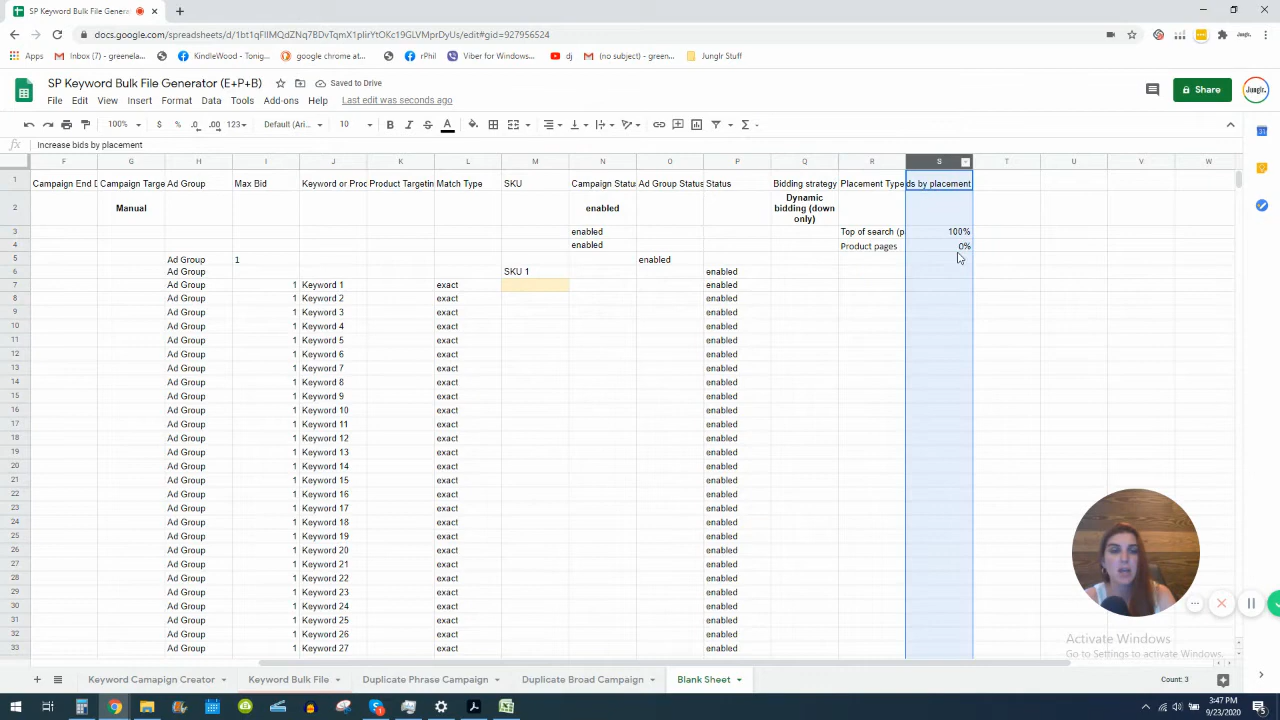 SP Keyword Bulk File Generator
docs.google.com/spreadsheets/d/1bt1qFIIMQdZNq7BDvTqmX1plirYtOKc19GLVMprDyUs/edit#gid=927956524
Apps Inbox (7) - greenela... KindleWood - Tonig... google chrome at... rPhil Viber for Windows... dj (no subject) - greenl... Junglr Stuff
SP Keyword Bulk File Generator (E+P+B) Saved to Drive
File Edit View Insert Format Data Tools Add-ons Help Last edit was seconds ago Share Junglr.
100% $ % .0 .00 123 Default (Ari... 10 B I S A
fx Increase bids by placement
F G H I J K L M N O P Q R S T U V W
1 Campaign End D Campaign Targe Ad Group Max Bid Keyword or Proc Product Targetin Match Type SKU Campaign Status Ad Group Status Status Bidding strategy Placement Type ds by placement
2 Manual enabled Dynamic bidding (down only)
3 enabled Top of search (p 100%
4 enabled Product pages 0%
5 Ad Group 1 enabled
6 Ad Group SKU 1 enabled
7 Ad Group 1 Keyword 1 exact enabled
8 Ad Group 1 Keyword 2 exact enabled
9 Ad Group 1 Keyword 3 exact enabled
10 Ad Group 1 Keyword 4 exact enabled
11 Ad Group 1 Keyword 5 exact enabled
12 Ad Group 1 Keyword 6 exact enabled
13 Ad Group 1 Keyword 7 exact enabled
14 Ad Group 1 Keyword 8 exact enabled
15 Ad Group 1 Keyword 9 exact enabled
16 Ad Group 1 Keyword 10 exact enabled
17 Ad Group 1 Keyword 11 exact enabled
18 Ad Group 1 Keyword 12 exact enabled
19 Ad Group 1 Keyword 13 exact enabled
20 Ad Group 1 Keyword 14 exact enabled
21 Ad Group 1 Keyword 15 exact enabled
22 Ad Group 1 Keyword 16 exact enabled
23 Ad Group 1 Keyword 17 exact enabled
24 Ad Group 1 Keyword 18 exact enabled
25 Ad Group 1 Keyword 19 exact enabled
26 Ad Group 1 Keyword 20 exact enabled
27 Ad Group 1 Keyword 21 exact enabled
28 Ad Group 1 Keyword 22 exact enabled
29 Ad Group 1 Keyword 23 exact enabled
30 Ad Group 1 Keyword 24 exact enabled
31 Ad Group 1 Keyword 25 exact enabled
32 Ad Group 1 Keyword 26 exact enabled
33 Ad Group 1 Keyword 27 exact enabled
Activate Windows
Go to Settings to activate Windows.
Keyword Camapign Creator Keyword Bulk File Duplicate Phrase Campaign Duplicate Broad Campaign Blank Sheet Count: 3
3:47 PM
9/23/2020